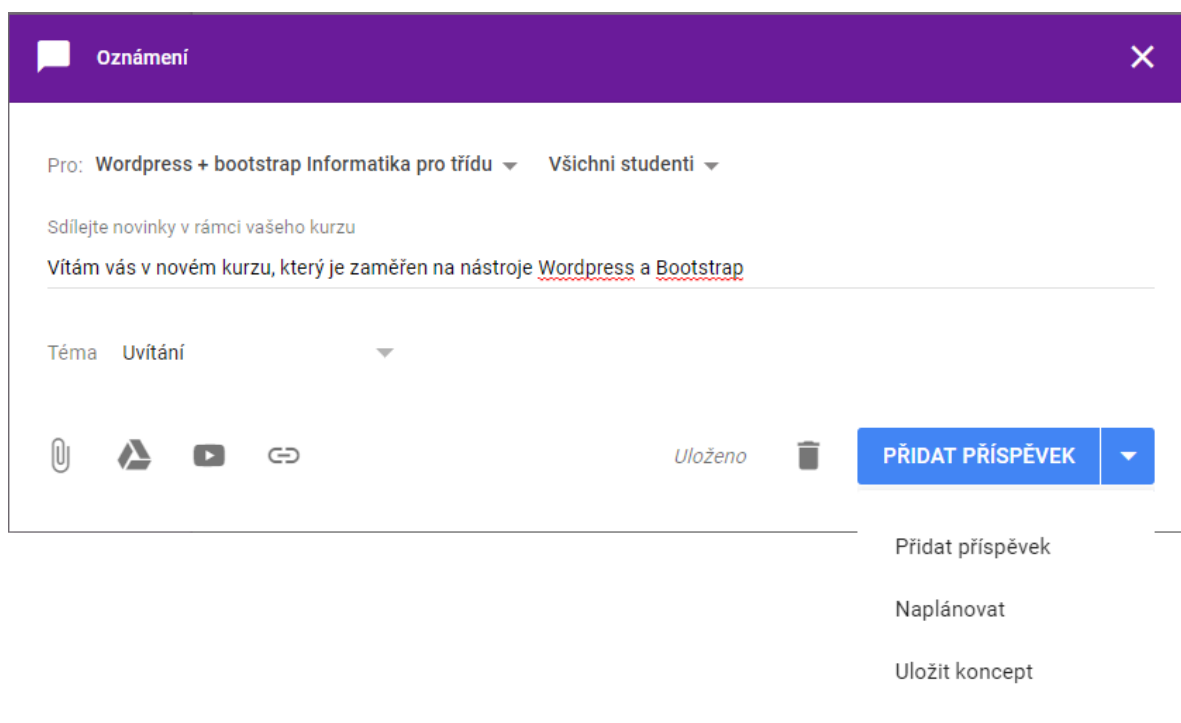 Oznámení
Pro: Wordpress + bootstrap Informatika pro třídu Všichni studenti
Sdílejte novinky v rámci vašeho kurzu
Vítám vás v novém kurzu, který je zaměřen na nástroje Wordpress a Bootstrap
Téma Uvítání
Uloženo PŘIDAT PŘÍSPĚVEK
Přidat příspěvek
Naplánovat
Uložit koncept